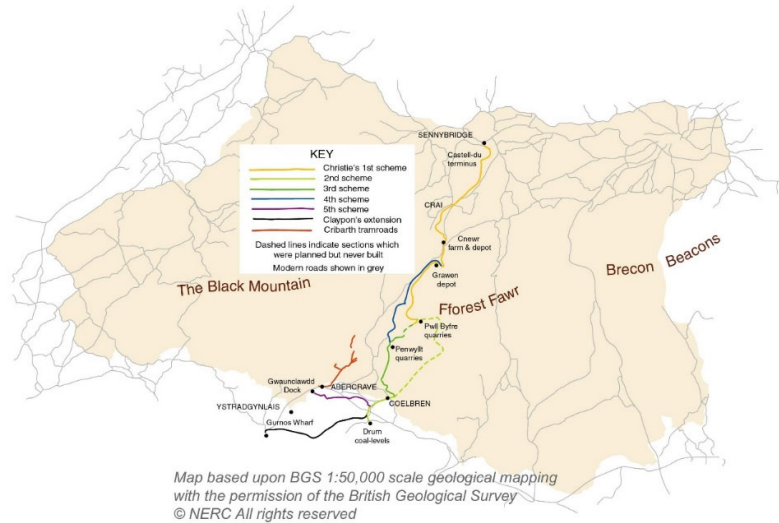 SENNYBRIDGE
Castell-du
terminus
KEY
Christie's 1st scheme
2nd scheme
3rd scheme
4th scheme
5th scheme
Claypon's extension
Cribarth tramroads
Dashed lines indicate sections which
were planned but never built
Modern roads shown in grey
CRAI
Cnewr
farm & depot
Grawen
depot
Brecon Beacons
The Black Mountain
Fforest Fawr
Pwll Byfre
quarries
Penwyllt
quarries
Gwaunclawdd
Dock
ABERCRAVE
COELBREN
YSTRADGYNLAIS
Gurnos Wharf
Drum
coal-levels
Map based upon BGS 1:50,000 scale geological mapping
with the permission of the British Geological Survey
© NERC All rights reserved